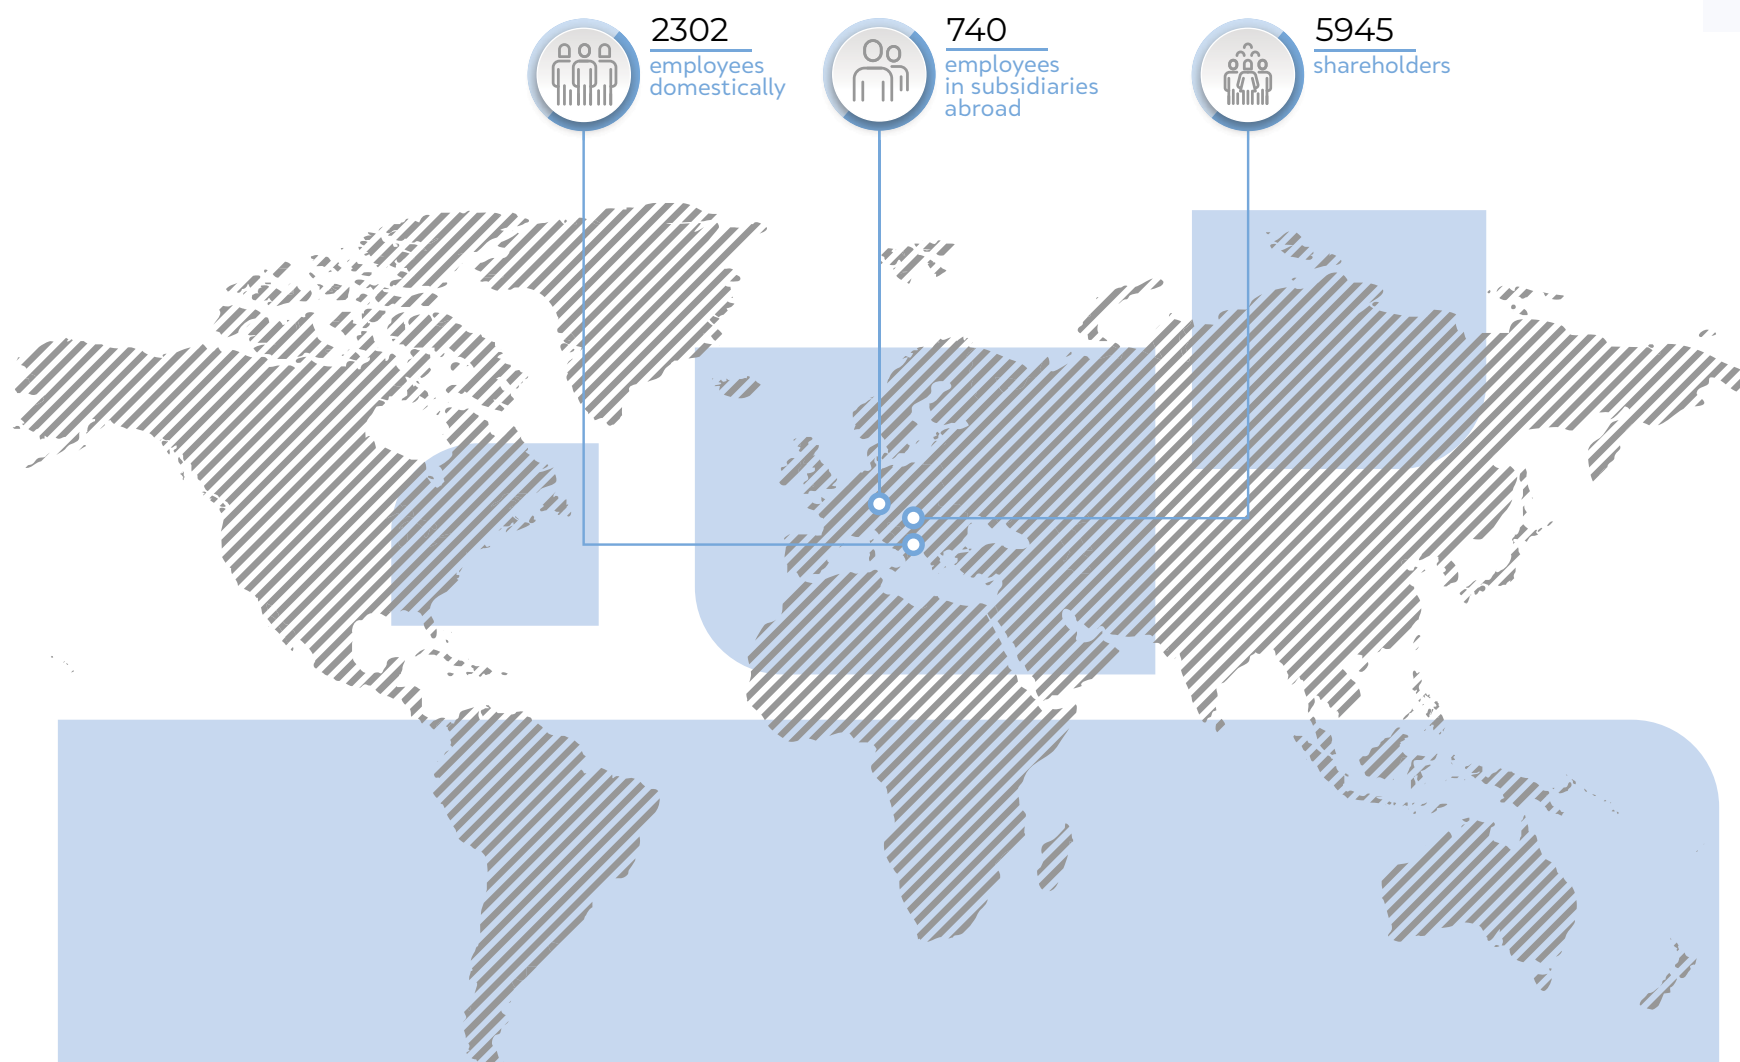 2302
employees
domestically
740
employees
in subsidiaries
abroad
5945
shareholders